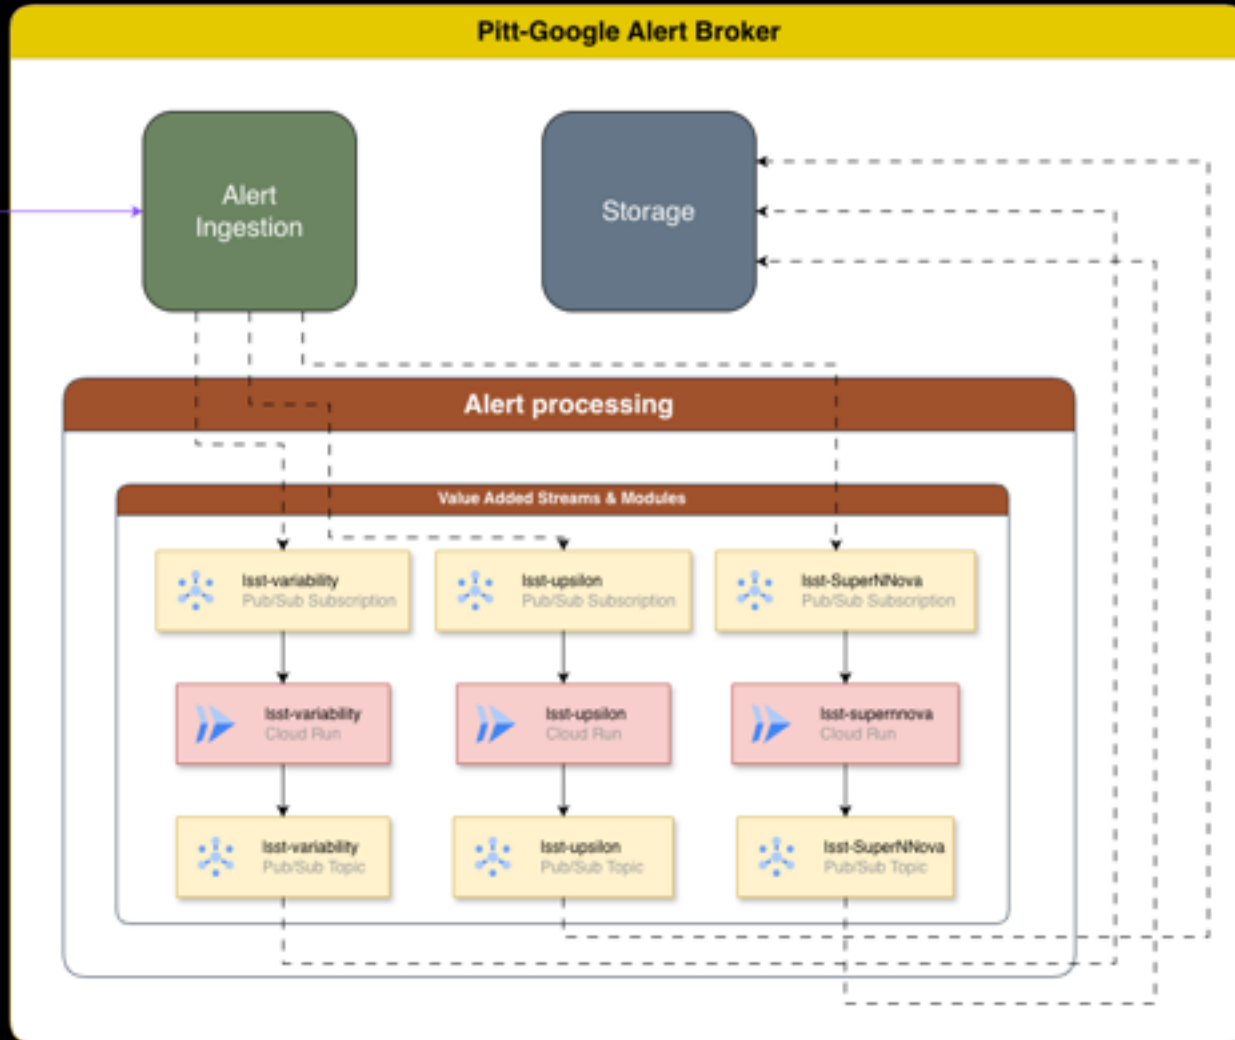 Pitt-Google Alert Broker
Alert
Ingestion
Storage
Alert processing
Value Added Streams & Modules
lsst-variability
Pub/Sub Subscription
lsst-upsilon
Pub/Sub Subscription
lsst-SuperNNova
Pub/Sub Subscription
lsst-variability
Cloud Run
lsst-upsilon
Cloud Run
lsst-supernnova
Cloud Run
lsst-variability
Pub/Sub Topic
lsst-upsilon
Pub/Sub Topic
lsst-SuperNNova
Pub/Sub Topic